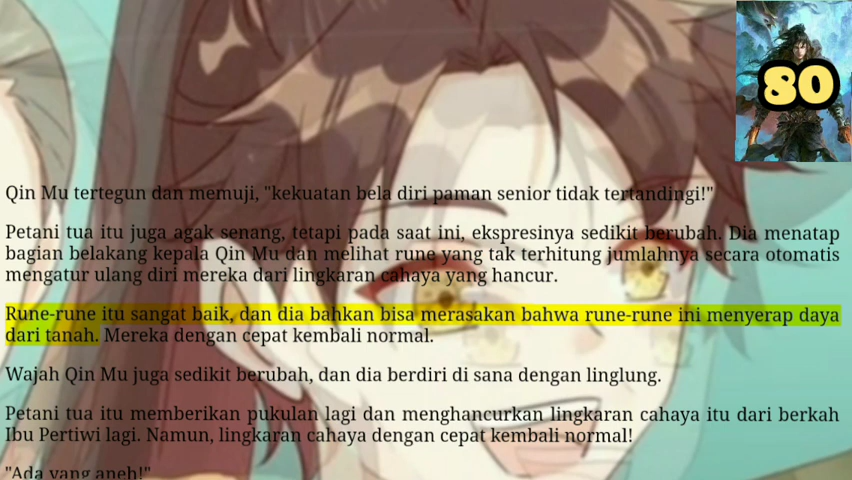 80
Qin Mu tertegun dan memuji, "kekuatan bela diri paman senior tidak tertandingi!"
Petani tua itu juga agak senang, tetapi pada saat ini, ekspresinya sedikit berubah. Dia menatap
bagian belakang kepala Qin Mu dan melihat rune yang tak terhitung jumlahnya secara otomatis
mengatur ulang diri mereka dari lingkaran cahaya yang hancur.
Rune-rune itu sangat baik, dan dia bahkan bisa merasakan bahwa rune-rune ini menyerap daya
dari tanah. Mereka dengan cepat kembali normal.
Wajah Qin Mu juga sedikit berubah, dan dia berdiri di sana dengan linglung.
Petani tua itu memberikan pukulan lagi dan menghancurkan lingkaran cahaya itu dari berkah
Ibu Pertiwi lagi. Namun, lingkaran cahaya dengan cepat kembali normal!
"Ada yang aneh!"